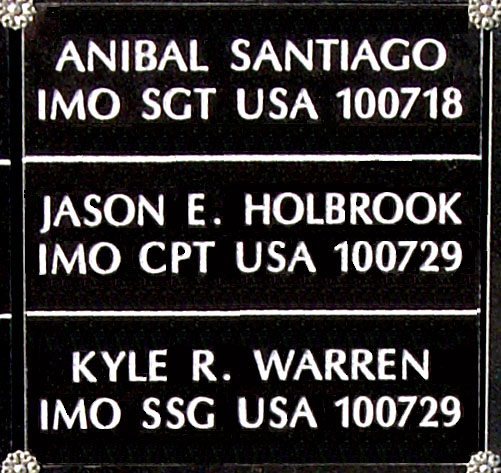 ANIBAL SANTIAGO
IMO SGT USA 100718
JASON E. HOLBROOK
IMO CPT USA 100729
KYLE R. WARREN
IMO SSG USA 100729